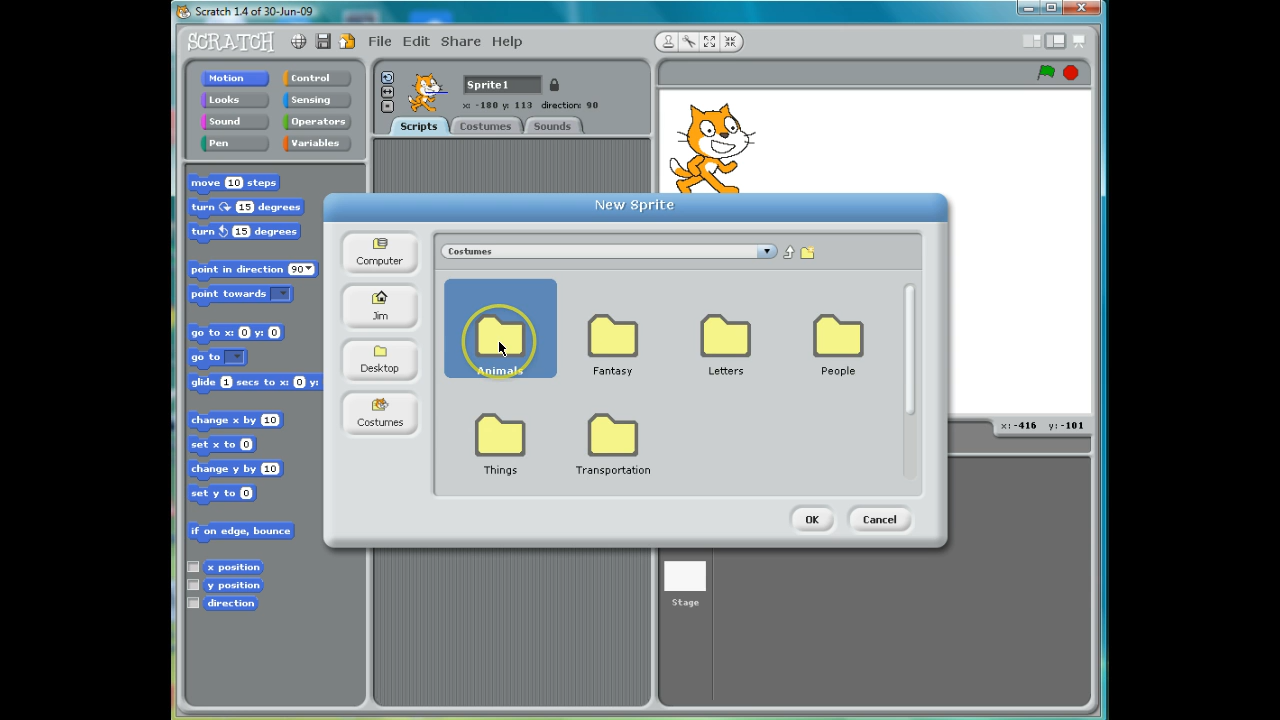 Scratch 1.4 of 30-Jun-09
SCRATCH File Edit Share Help
Motion Control
Looks Sensing
Sound Operators
Pen Variables
Sprite1
x: -180 y: 113 direction: 90
Scripts Costumes Sounds
move 10 steps
turn 15 degrees
turn 15 degrees
point in direction 90
point towards
go to x: 0 y: 0
go to
glide 1 secs to x: 0 y:
change x by 10
set x to 0
change y by 10
set y to 0
if on edge, bounce
x position
y position
direction
New Sprite
Computer
Jim
Desktop
Costumes
Costumes
Animals Fantasy Letters People
Things Transportation
OK Cancel
x: -416 y: -101
Stage